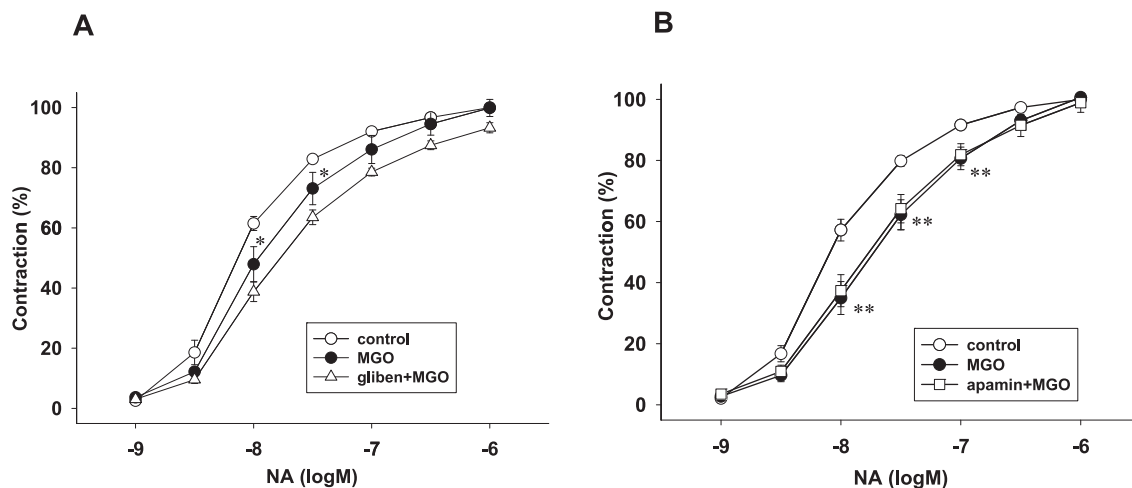 A
100
80
60
40
20
0
Contraction (%)
*
*
control
MGO
gliben+MGO
-9 -8 -7 -6
NA (logM)
B
100
80
60
40
20
0
Contraction (%)
**
**
**
control
MGO
apamin+MGO
-9 -8 -7 -6
NA (logM)